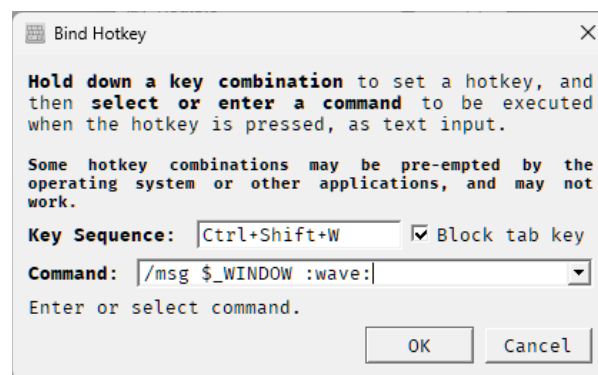 Bind Hotkey
Hold down a key combination to set a hotkey, and
then select or enter a command to be executed
when the hotkey is pressed, as text input.
Some hotkey combinations may be pre-empted by the
operating system or other applications, and may not
work.
Key Sequence: Ctrl+Shift+W Block tab key
Command: /msg $_WINDOW :wave:
Enter or select command.
OK Cancel